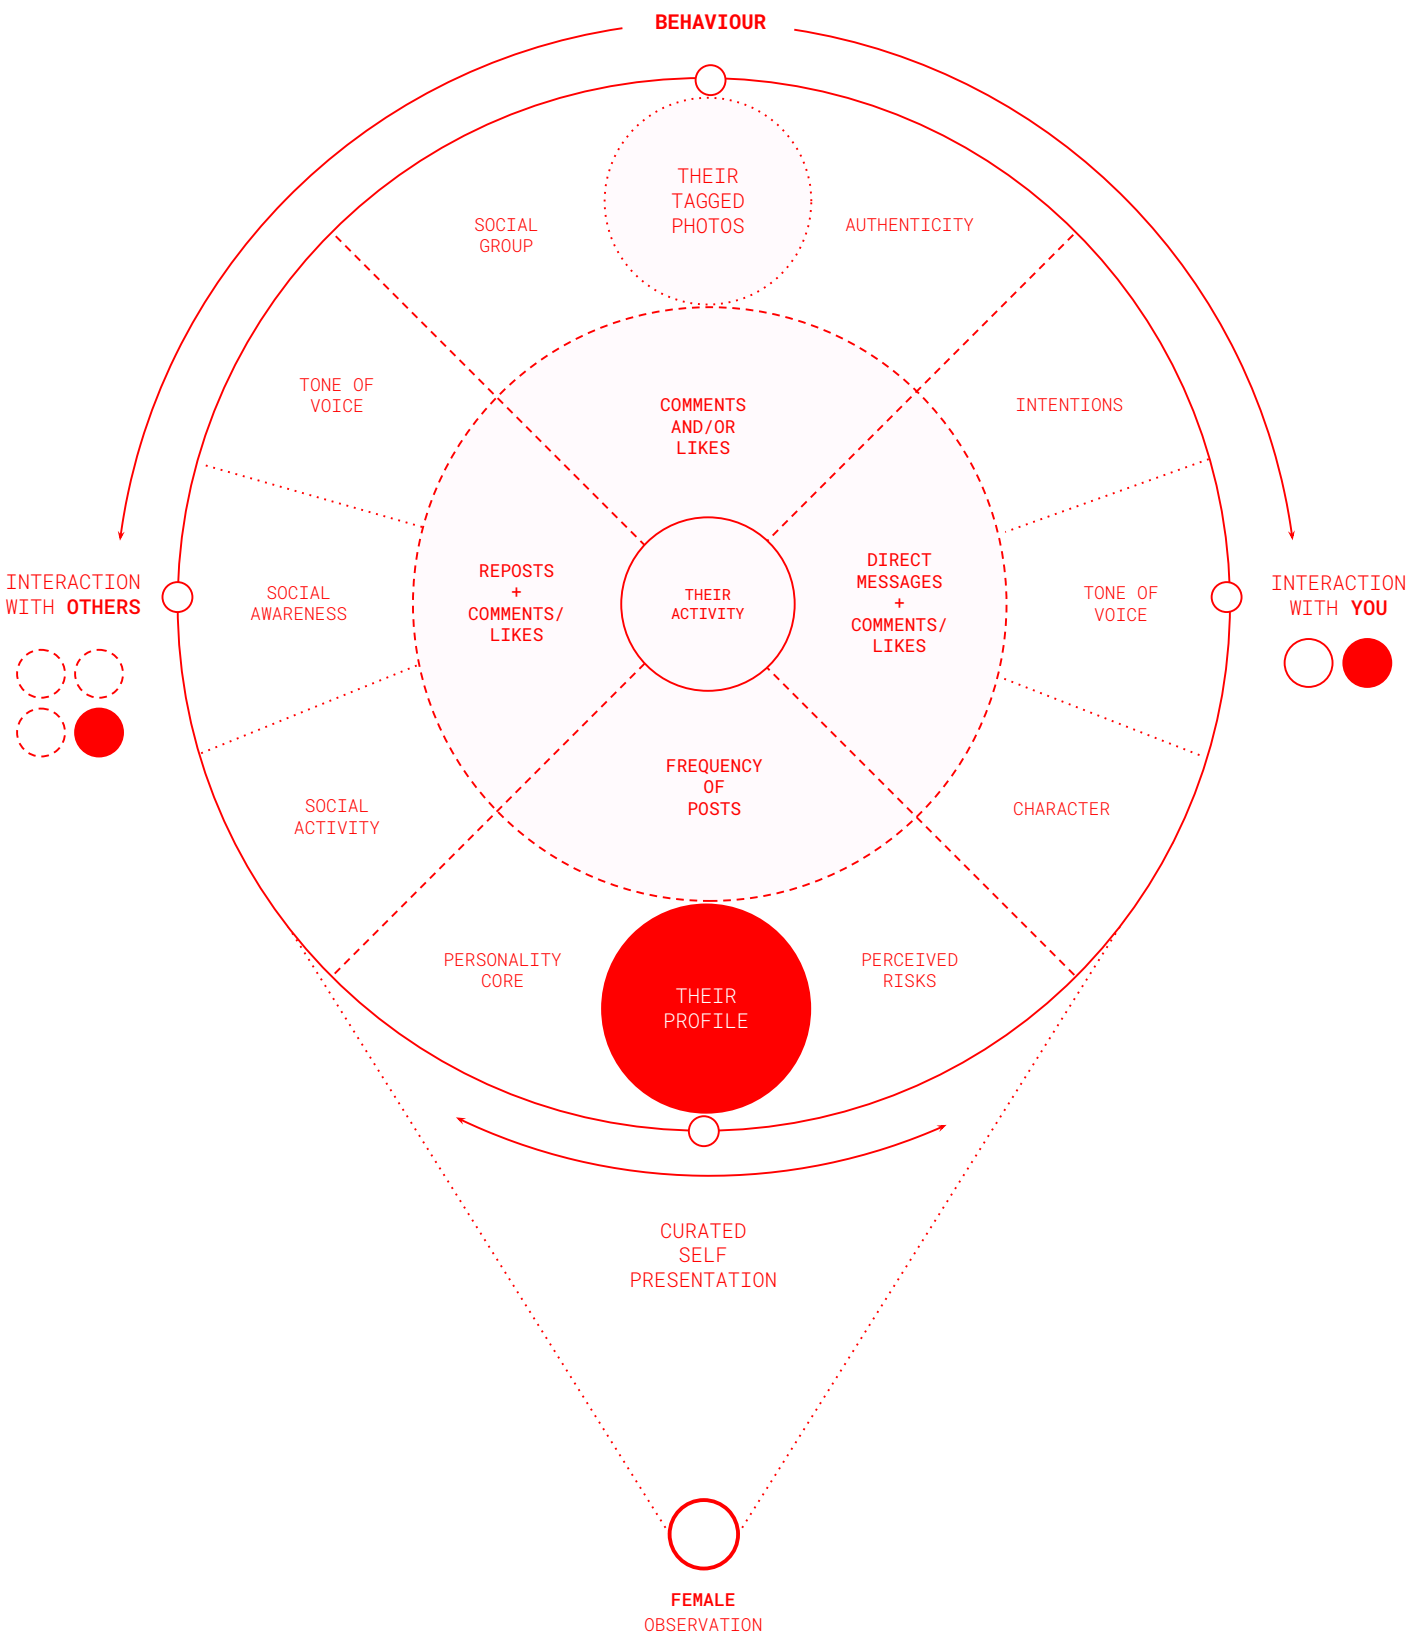 BEHAVIOUR
THEIR
TAGGED
PHOTOS
SOCIAL
GROUP
AUTHENTICITY
TONE OF
VOICE
COMMENTS
AND/OR
LIKES
INTENTIONS
INTERACTION
WITH OTHERS
SOCIAL
AWARENESS
REPOSTS
+
COMMENTS/
LIKES
THEIR
ACTIVITY
DIRECT
MESSAGES
+
COMMENTS/
LIKES
TONE OF
VOICE
INTERACTION
WITH YOU
SOCIAL
ACTIVITY
FREQUENCY
OF
POSTS
CHARACTER
PERSONALITY
CORE
THEIR
PROFILE
PERCEIVED
RISKS
CURATED
SELF
PRESENTATION
FEMALE
OBSERVATION